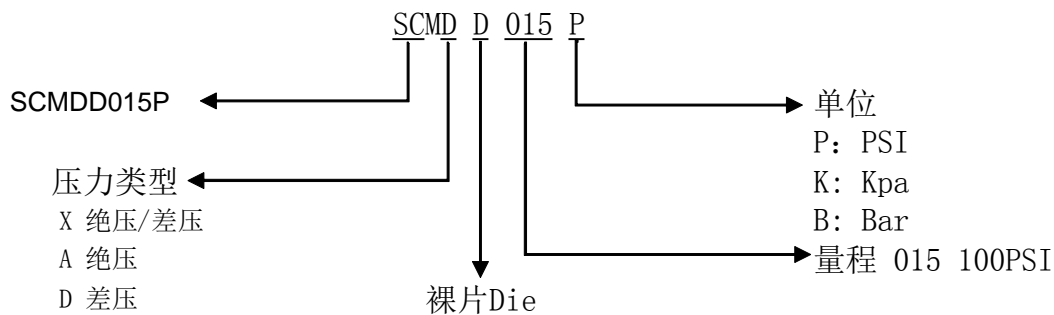 SCMD D 015 P
SCMDD015P
单位
P：PSI
K: Kpa
B: Bar
压力类型
X 绝压/差压
A 绝压
D 差压
量程 015 100PSI
裸片Die